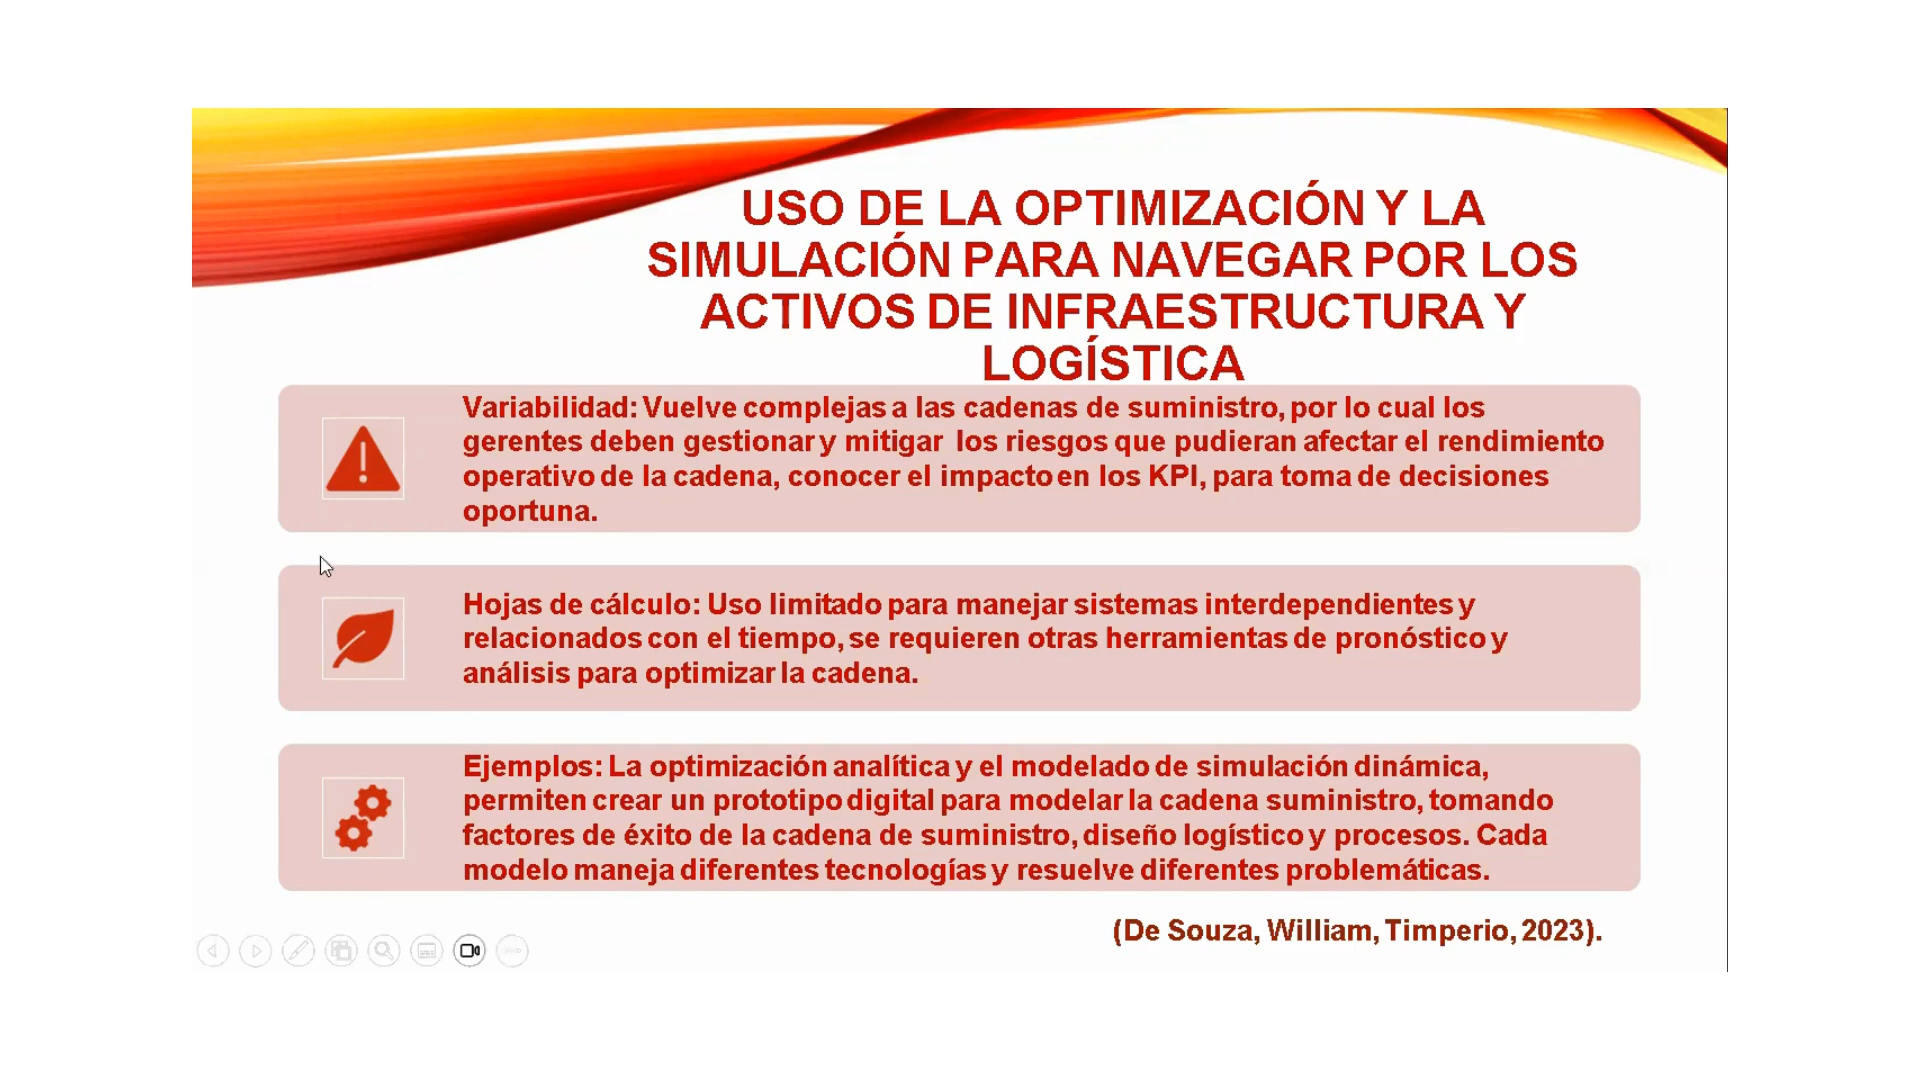 USO DE LA OPTIMIZACIÓN Y LA
SIMULACIÓN PARA NAVEGAR POR LOS
ACTIVOS DE INFRAESTRUCTURA Y
LOGÍSTICA
Variabilidad: Vuelve complejas a las cadenas de suministro, por lo cual los
gerentes deben gestionar y mitigar los riesgos que pudieran afectar el rendimiento
operativo de la cadena, conocer el impacto en los KPI, para toma de decisiones
oportuna.
Hojas de cálculo: Uso limitado para manejar sistemas interdependientes y
relacionados con el tiempo, se requieren otras herramientas de pronóstico y
análisis para optimizar la cadena.
Ejemplos: La optimización analítica y el modelado de simulación dinámica,
permiten crear un prototipo digital para modelar la cadena suministro, tomando
factores de éxito de la cadena de suministro, diseño logístico y procesos. Cada
modelo maneja diferentes tecnologías y resuelve diferentes problemáticas.
(De Souza, William, Timperio, 2023).